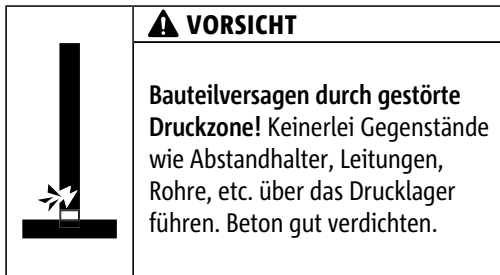 VORSICHT
Bauteilversagen durch gestörte
Druckzone! Keinerlei Gegenstände
wie Abstandhalter, Leitungen,
Rohre, etc. über das Drucklager
führen. Beton gut verdichten.